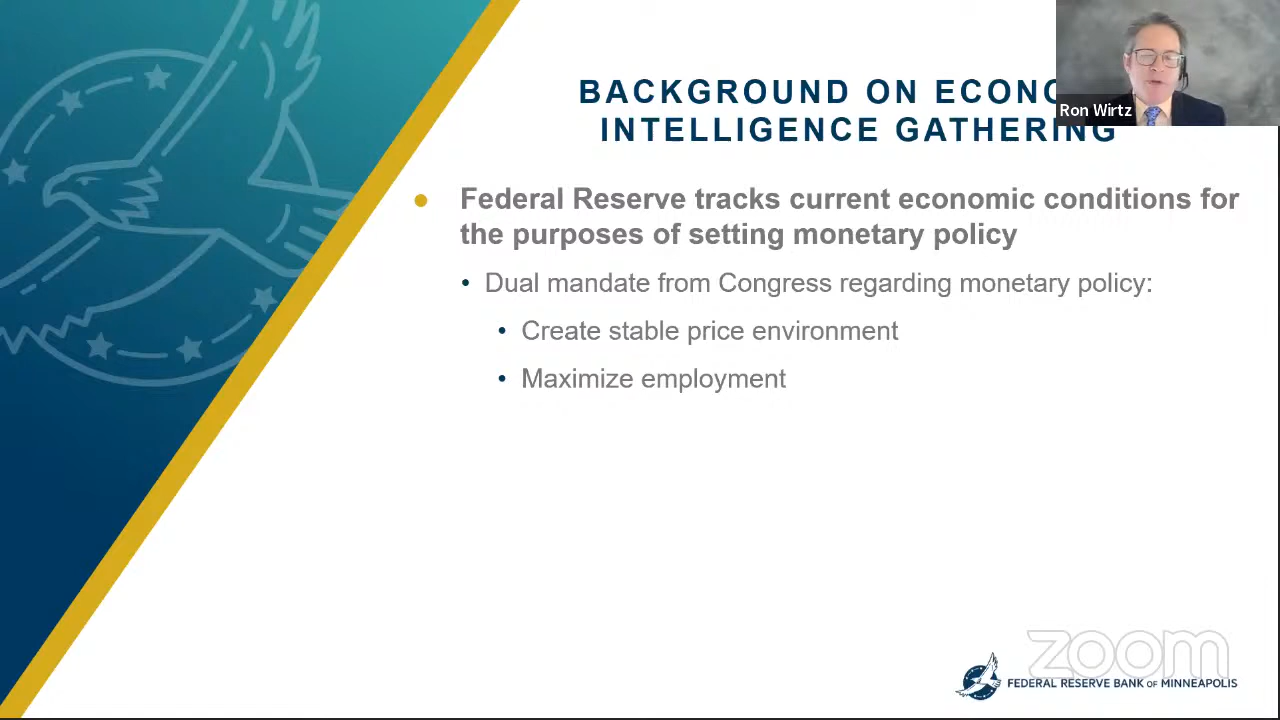 BACKGROUND ON ECONO
INTELLIGENCE GATHERING
Ron Wirtz
Federal Reserve tracks current economic conditions for
the purposes of setting monetary policy
Dual mandate from Congress regarding monetary policy:
Create stable price environment
Maximize employment
zoom
FEDERAL RESERVE BANK OF MINNEAPOLIS